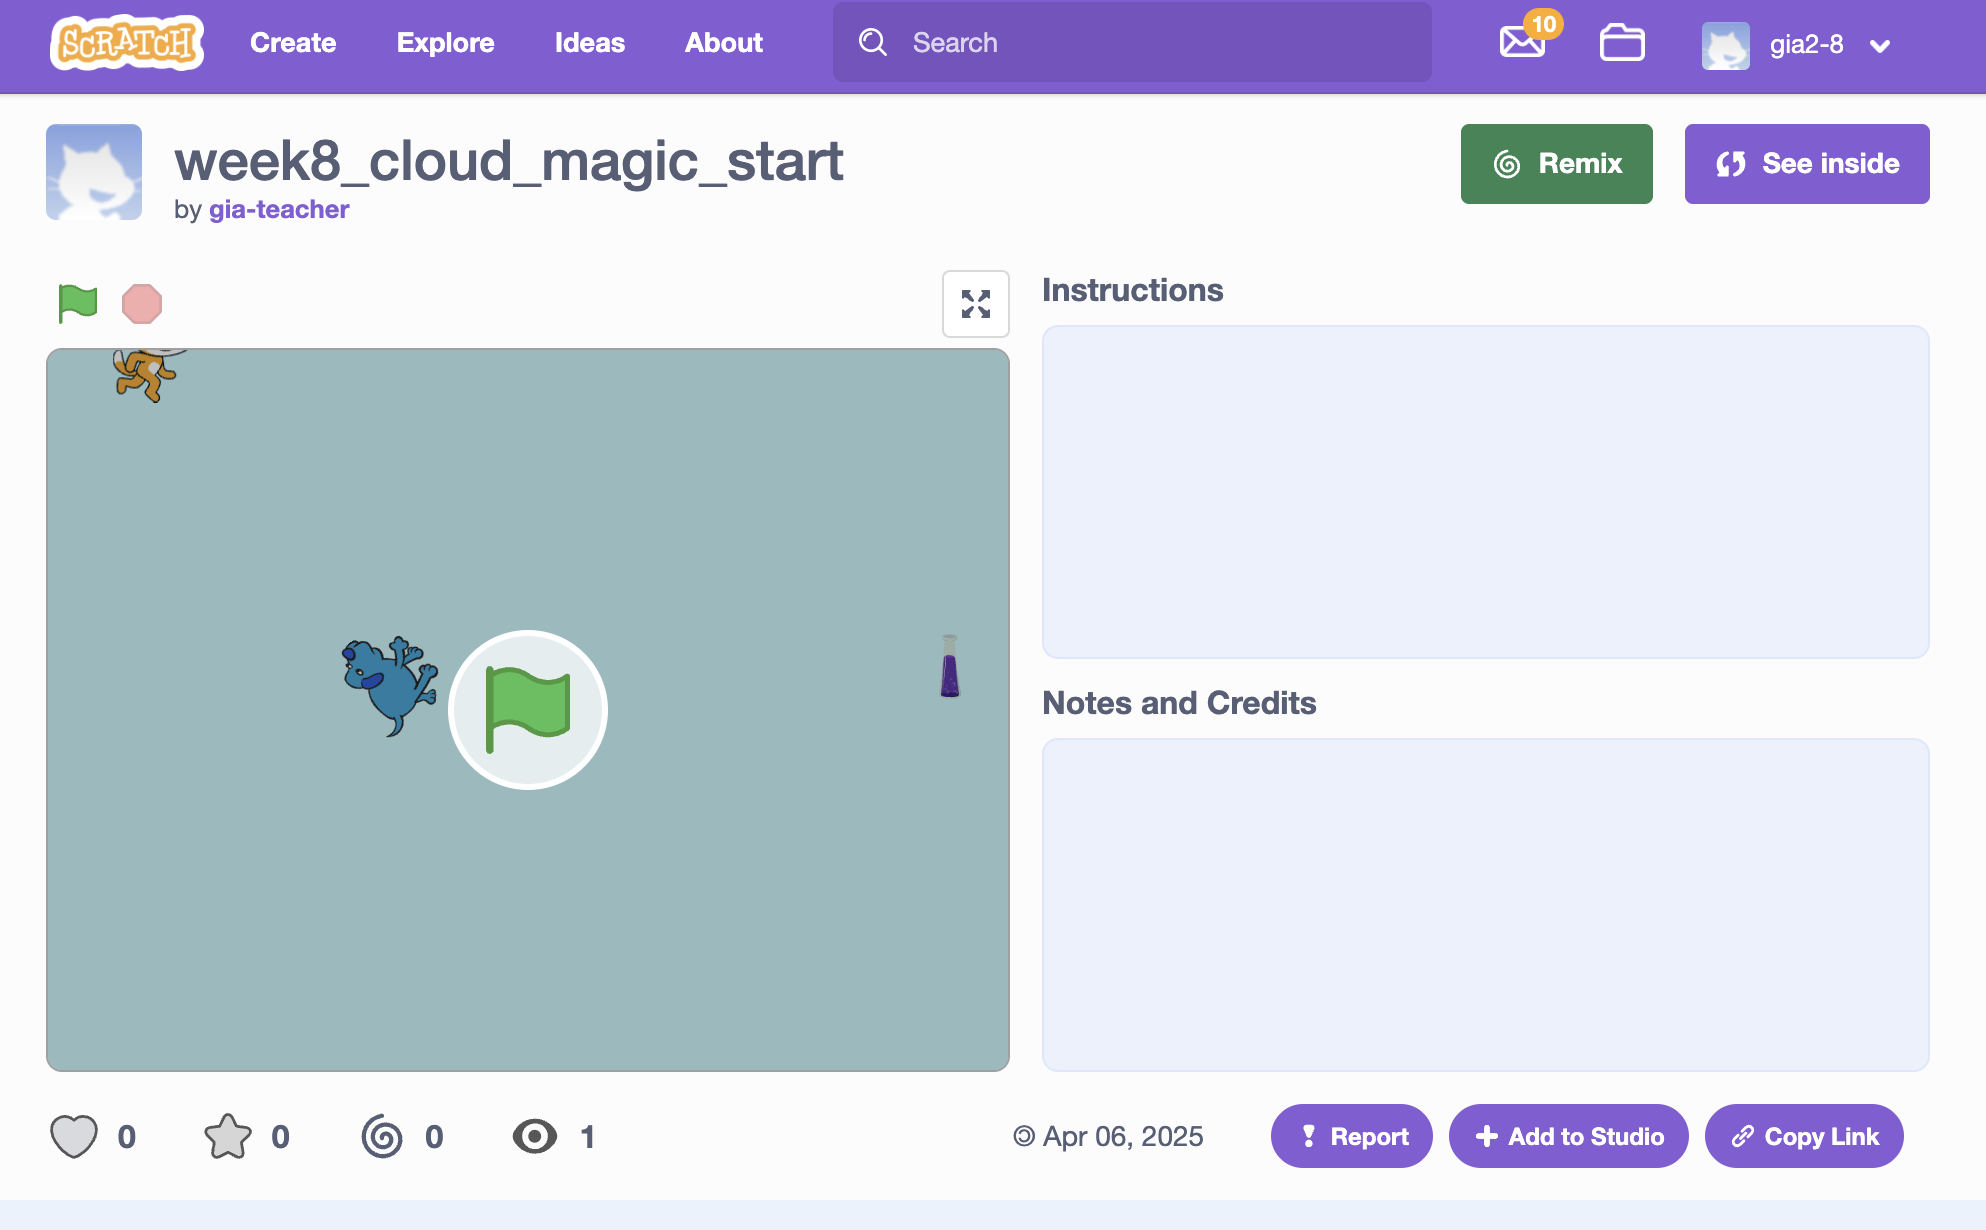 SCRATCH Create Explore Ideas About Search 10 gia2-8
week8_cloud_magic_start
by gia-teacher
Remix See inside
Instructions
Notes and Credits
0 0 0 1 Apr 06, 2025 Report Add to Studio Copy Link